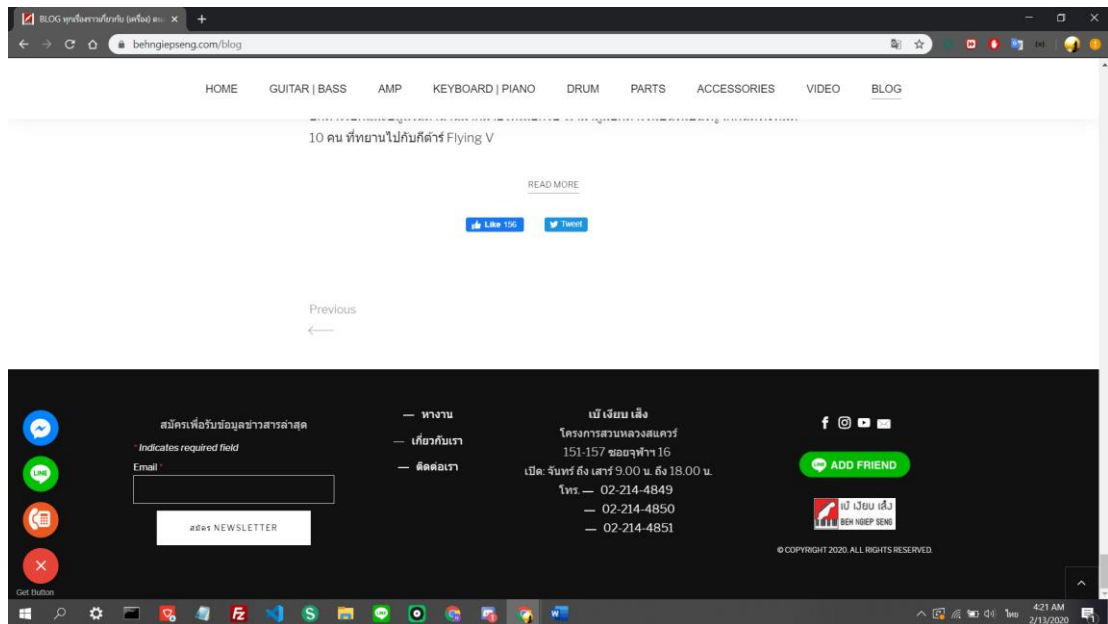 BLOG ทุกเรื่องราวเกี่ยวกับ (เครื่อง)
behngiepseng.com/blog
HOME GUITAR | BASS AMP KEYBOARD | PIANO DRUM PARTS ACCESSORIES VIDEO BLOG
10 คน ที่ทยานไปกับกีต้าร์ Flying V
READ MORE
Like 156 Tweet
Previous
สมัครเพื่อรับข้อมูลข่าวสารล่าสุด
* Indicates required field
Email *
สมัคร NEWSLETTER
— หางาน
— เกี่ยวกับเรา
— ติดต่อเรา
เบ๊ เงียบ เส็ง
โครงการสวนหลวงสแควร์
151-157 ซอยจุฬาฯ 16
เปิด: จันทร์ ถึง เสาร์ 9.00 น. ถึง 18.00 น.
โทร. — 02-214-4849
— 02-214-4850
— 02-214-4851
LINE ADD FRIEND
เบ๊ เงียบ เส็ง
BEH NGIEP SENG
© COPYRIGHT 2020. ALL RIGHTS RESERVED.
LINE
Get Button
ไทย 4:21 AM
2/13/2020